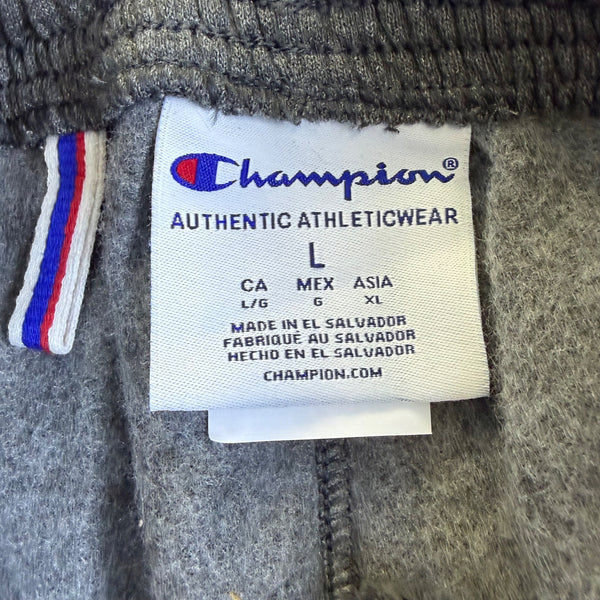 Champion®
AUTHENTIC ATHLETICWEAR
L
CA MEX ASIA
L/G G XL
MADE IN EL SALVADOR
FABRIQUÉ AU SALVADOR
HECHO EN EL SALVADOR
CHAMPION.COM